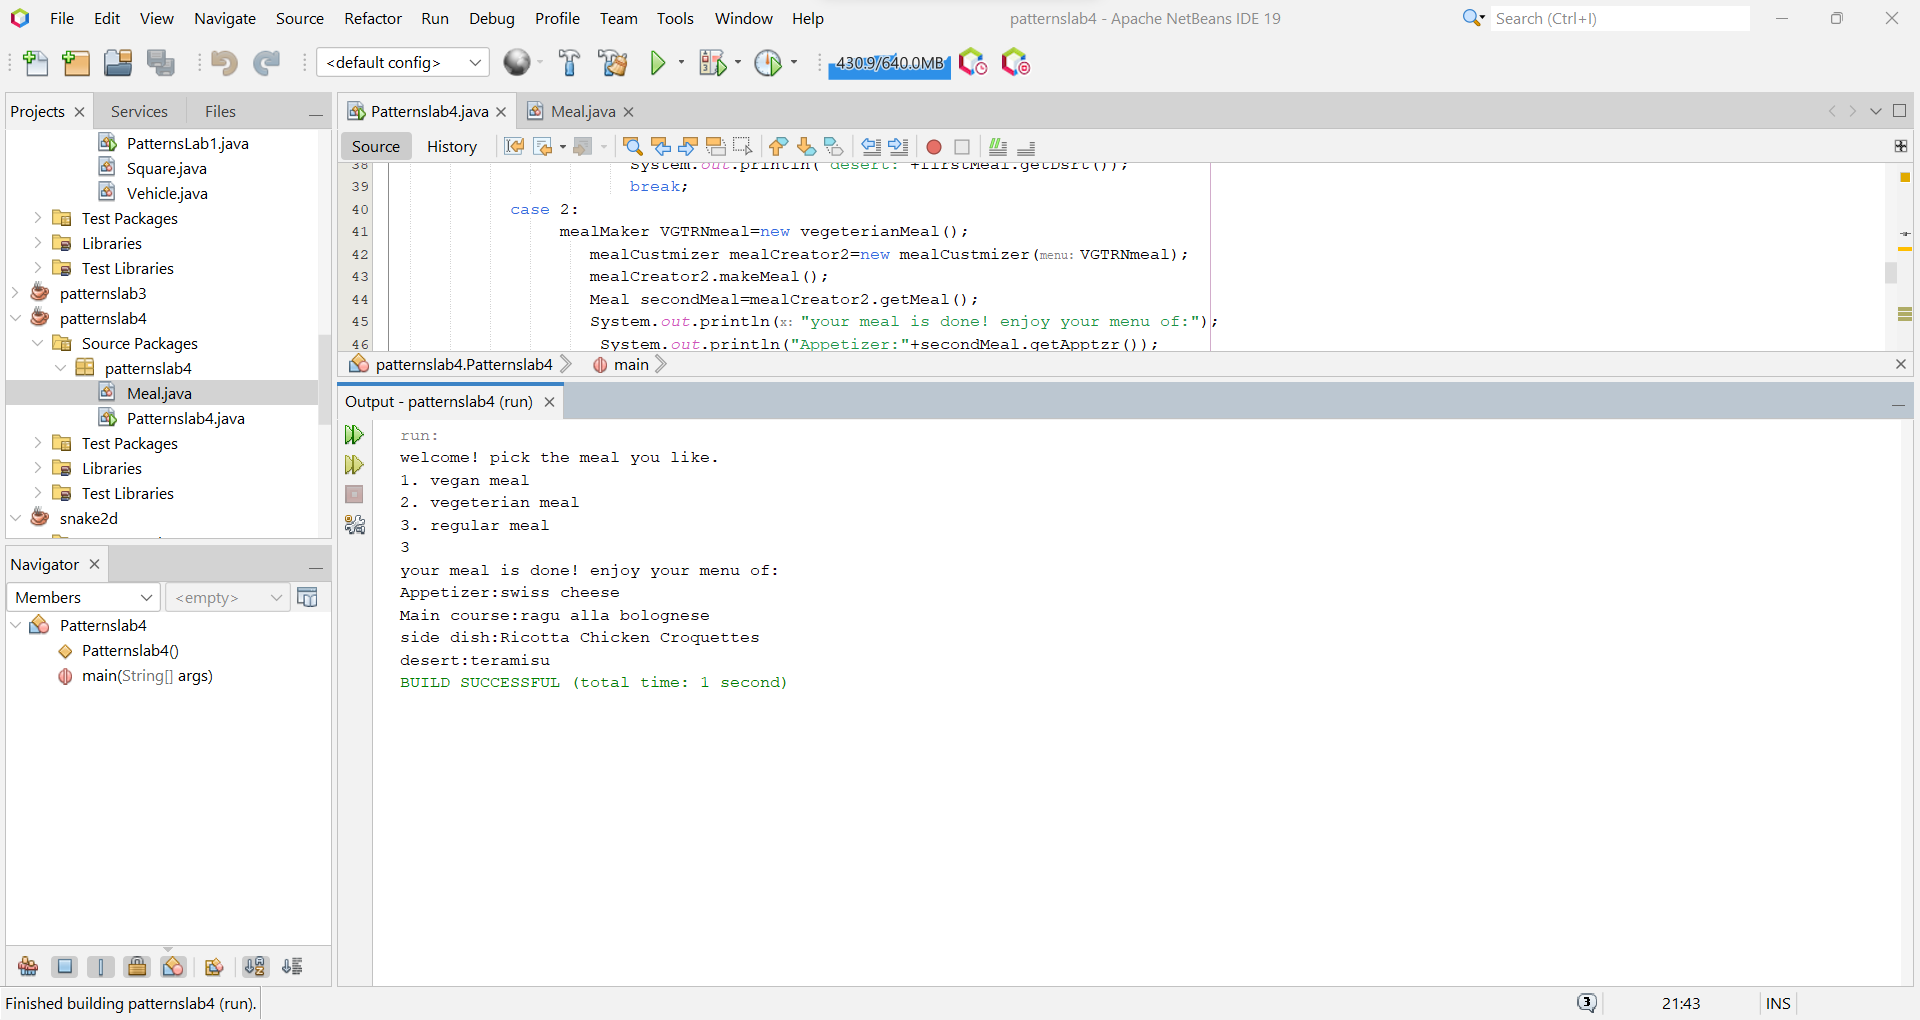 File Edit View Navigate Source Refactor Run Debug Profile Team Tools Window Help
patternslab4 - Apache NetBeans IDE 19
Search (Ctrl+I)
<default config>
430.9/640.0MB
Projects
Services
Files
PatternsLab1.java
Square.java
Vehicle.java
Test Packages
Libraries
Test Libraries
patternslab3
patternslab4
Source Packages
patternslab4
Meal.java
Patternslab4.java
Test Packages
Libraries
Test Libraries
snake2d
Navigator
Members
<empty>
Patternslab4
Patternslab4()
main(String[] args)
Patternslab4.java
Meal.java
Source
History
38 System.out.println("desert: "+firstMeal.getDsrt());
39 break;
40 case 2:
41 mealMaker VGTRNmeal=new vegeterianMeal();
42 mealCustmizer mealCreator2=new mealCustmizer(menu: VGTRNmeal);
43 mealCreator2.makeMeal();
44 Meal secondMeal=mealCreator2.getMeal();
45 System.out.println(x: "your meal is done! enjoy your menu of:");
46 System.out.println("Appetizer:"+secondMeal.getApptzr());
patternslab4.Patternslab4
main
Output - patternslab4 (run)
run:
welcome! pick the meal you like.
1. vegan meal
2. vegeterian meal
3. regular meal
3
your meal is done! enjoy your menu of:
Appetizer:swiss cheese
Main course:ragu alla bolognese
side dish:Ricotta Chicken Croquettes
desert:teramisu
BUILD SUCCESSFUL (total time: 1 second)
Finished building patternslab4 (run).
3
21:43
INS